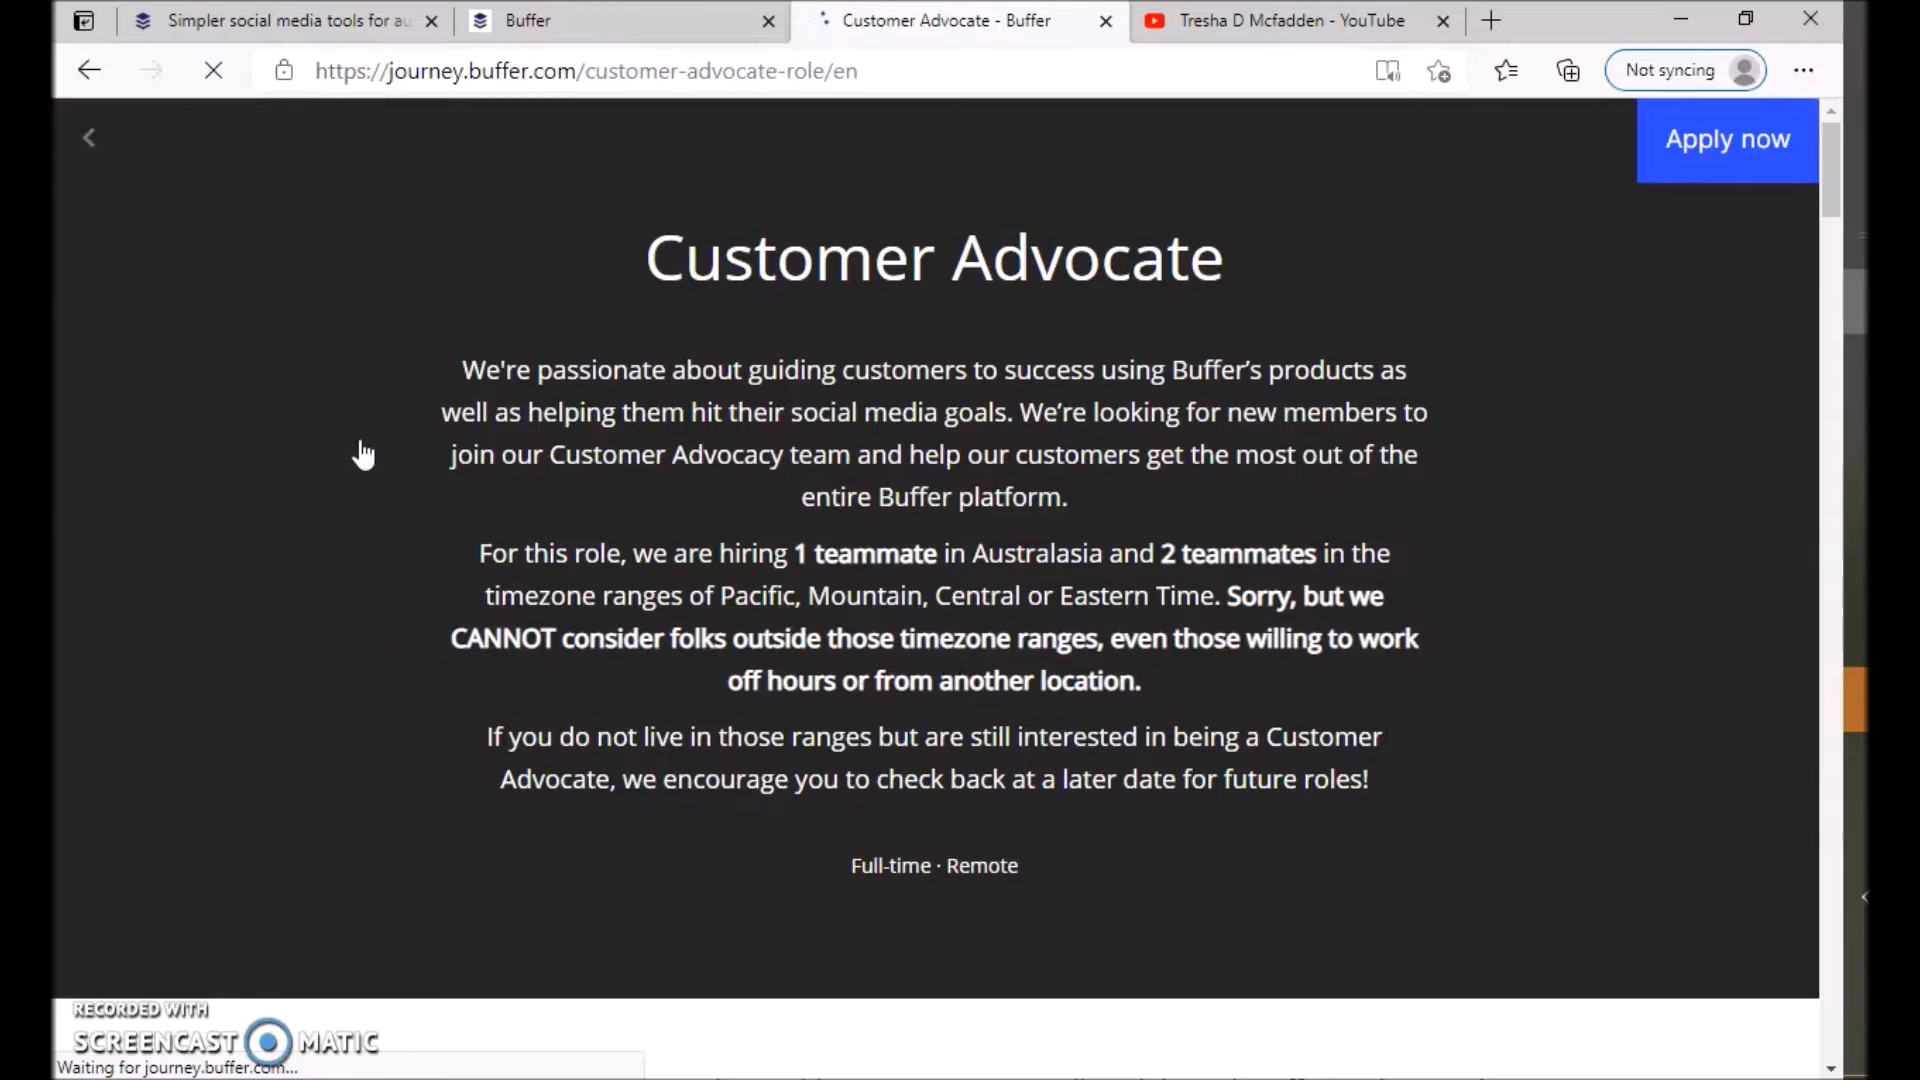 Simpler social media tools for au
Buffer
Customer Advocate - Buffer
Tresha D Mcfadden - YouTube
https://journey.buffer.com/customer-advocate-role/en
Not syncing
Apply now
Customer Advocate
We're passionate about guiding customers to success using Buffer’s products as
well as helping them hit their social media goals. We’re looking for new members to
join our Customer Advocacy team and help our customers get the most out of the
entire Buffer platform.
For this role, we are hiring 1 teammate in Australasia and 2 teammates in the
timezone ranges of Pacific, Mountain, Central or Eastern Time. Sorry, but we
CANNOT consider folks outside those timezone ranges, even those willing to work
off hours or from another location.
If you do not live in those ranges but are still interested in being a Customer
Advocate, we encourage you to check back at a later date for future roles!
Full-time · Remote
RECORDED WITH
SCREENCAST MATIC
Waiting for journey.buffer.com...